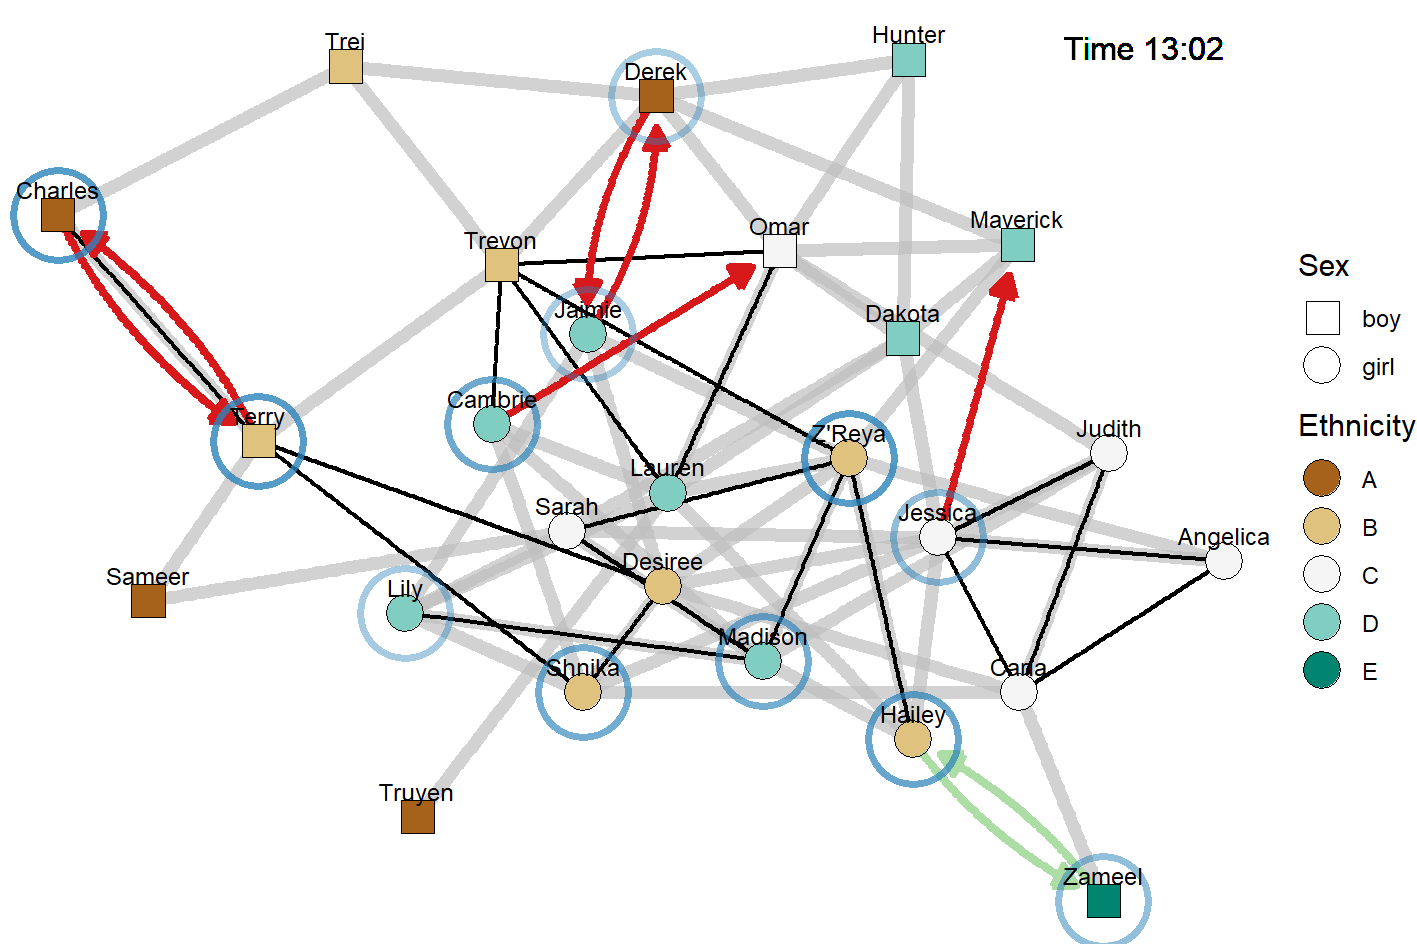 Trei
Hunter
Time 13:02
Derek
Charles
Maverick
Omar
Trevon
Sex
Jaimie
Dakota
boy
girl
Cambrie
Terry
Z'Reya
Judith
Ethnicity
Lauren
A
Sarah
Jessica
B
Angelica
Desiree
Sameer
Lily
C
D
Madison
Shnika
Carla
E
Hailey
Truyen
Zameel